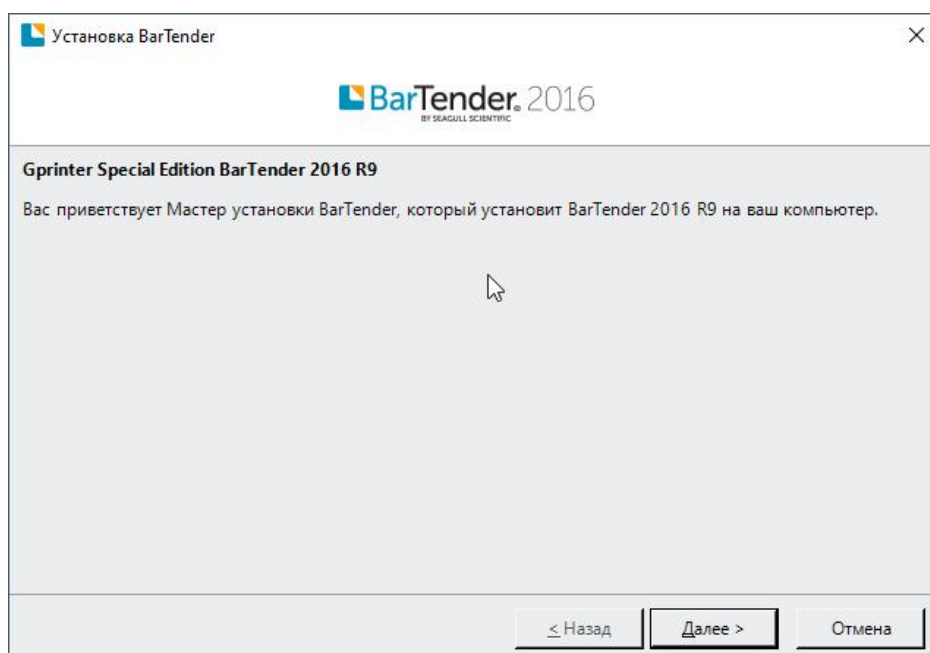 Установка BarTender
BarTender® 2016
BY SEAGULL SCIENTIFIC
Gprinter Special Edition BarTender 2016 R9
Вас приветствует Мастер установки BarTender, который установит BarTender 2016 R9 на ваш компьютер.
< Назад
Далее >
Отмена